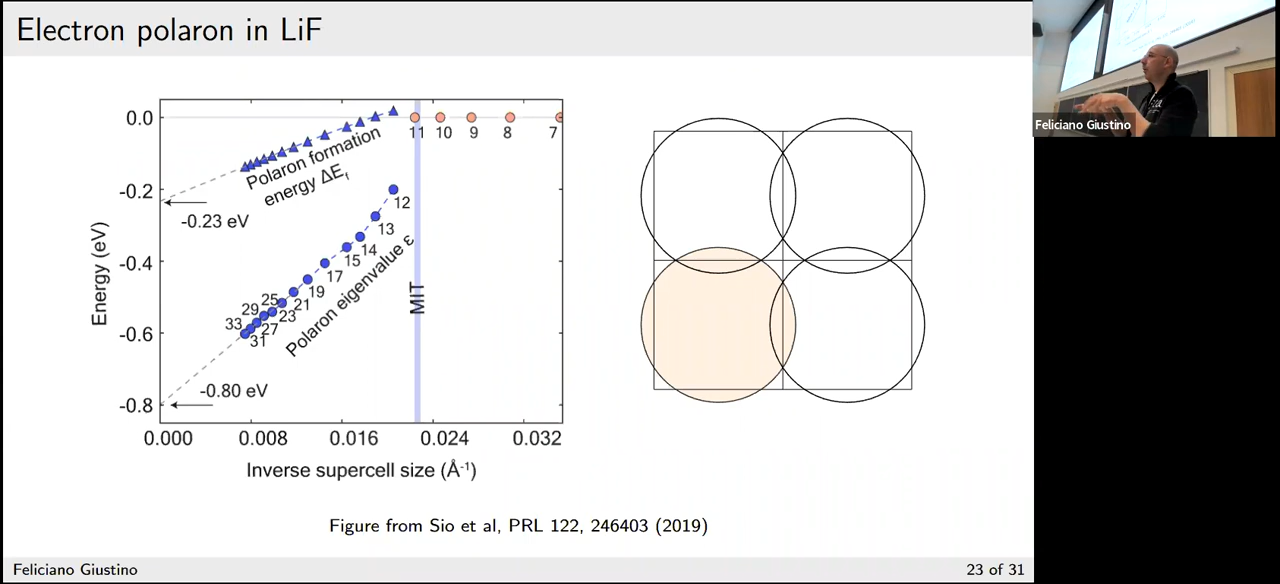 Electron polaron in LiF
Feliciano Giustino
0.0
-0.2
-0.4
-0.6
-0.8
Energy (eV)
Polaron formation
energy ΔEf
-0.23 eV
11
10
9
8
7
12
13
14
15
17
19
21
23
25
27
29
31
33
Polaron eigenvalue ε
MIT
-0.80 eV
0.000
0.008
0.016
0.024
0.032
Inverse supercell size (Å-1)
Figure from Sio et al, PRL 122, 246403 (2019)
Feliciano Giustino
23 of 31